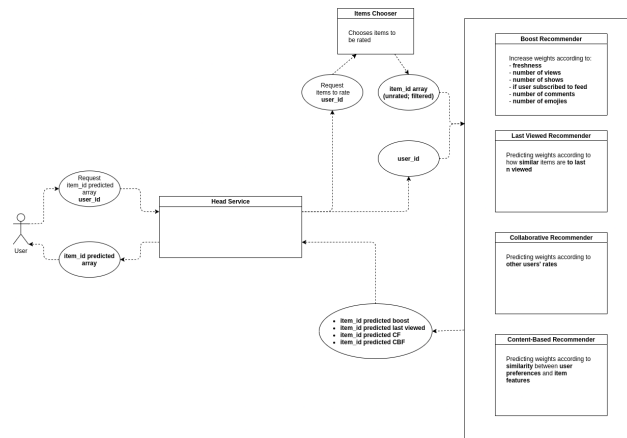 Items Chooser
Chooses items to
be rated
Boost Recommender
Increase weights according to:
- freshness
- number of views
- number of shows
- if user subscribed to feed
- number of comments
- number of emojies
Request
items to rate
user_id
item_id array
(unrated; filtered)
Last Viewed Recommender
Predicting weights according to
how similar items are to last
n viewed
user_id
Request
item_id predicted
array
user_id
Head Service
User
item_id predicted
array
Collaborative Recommender
Predicting weights according to
other users' rates
• item_id predicted boost
• item_id predicted last viewed
• item_id predicted CF
• item_id predicted CBF
Content-Based Recommender
Predicting weights according to
similarity between user
preferences and item
features